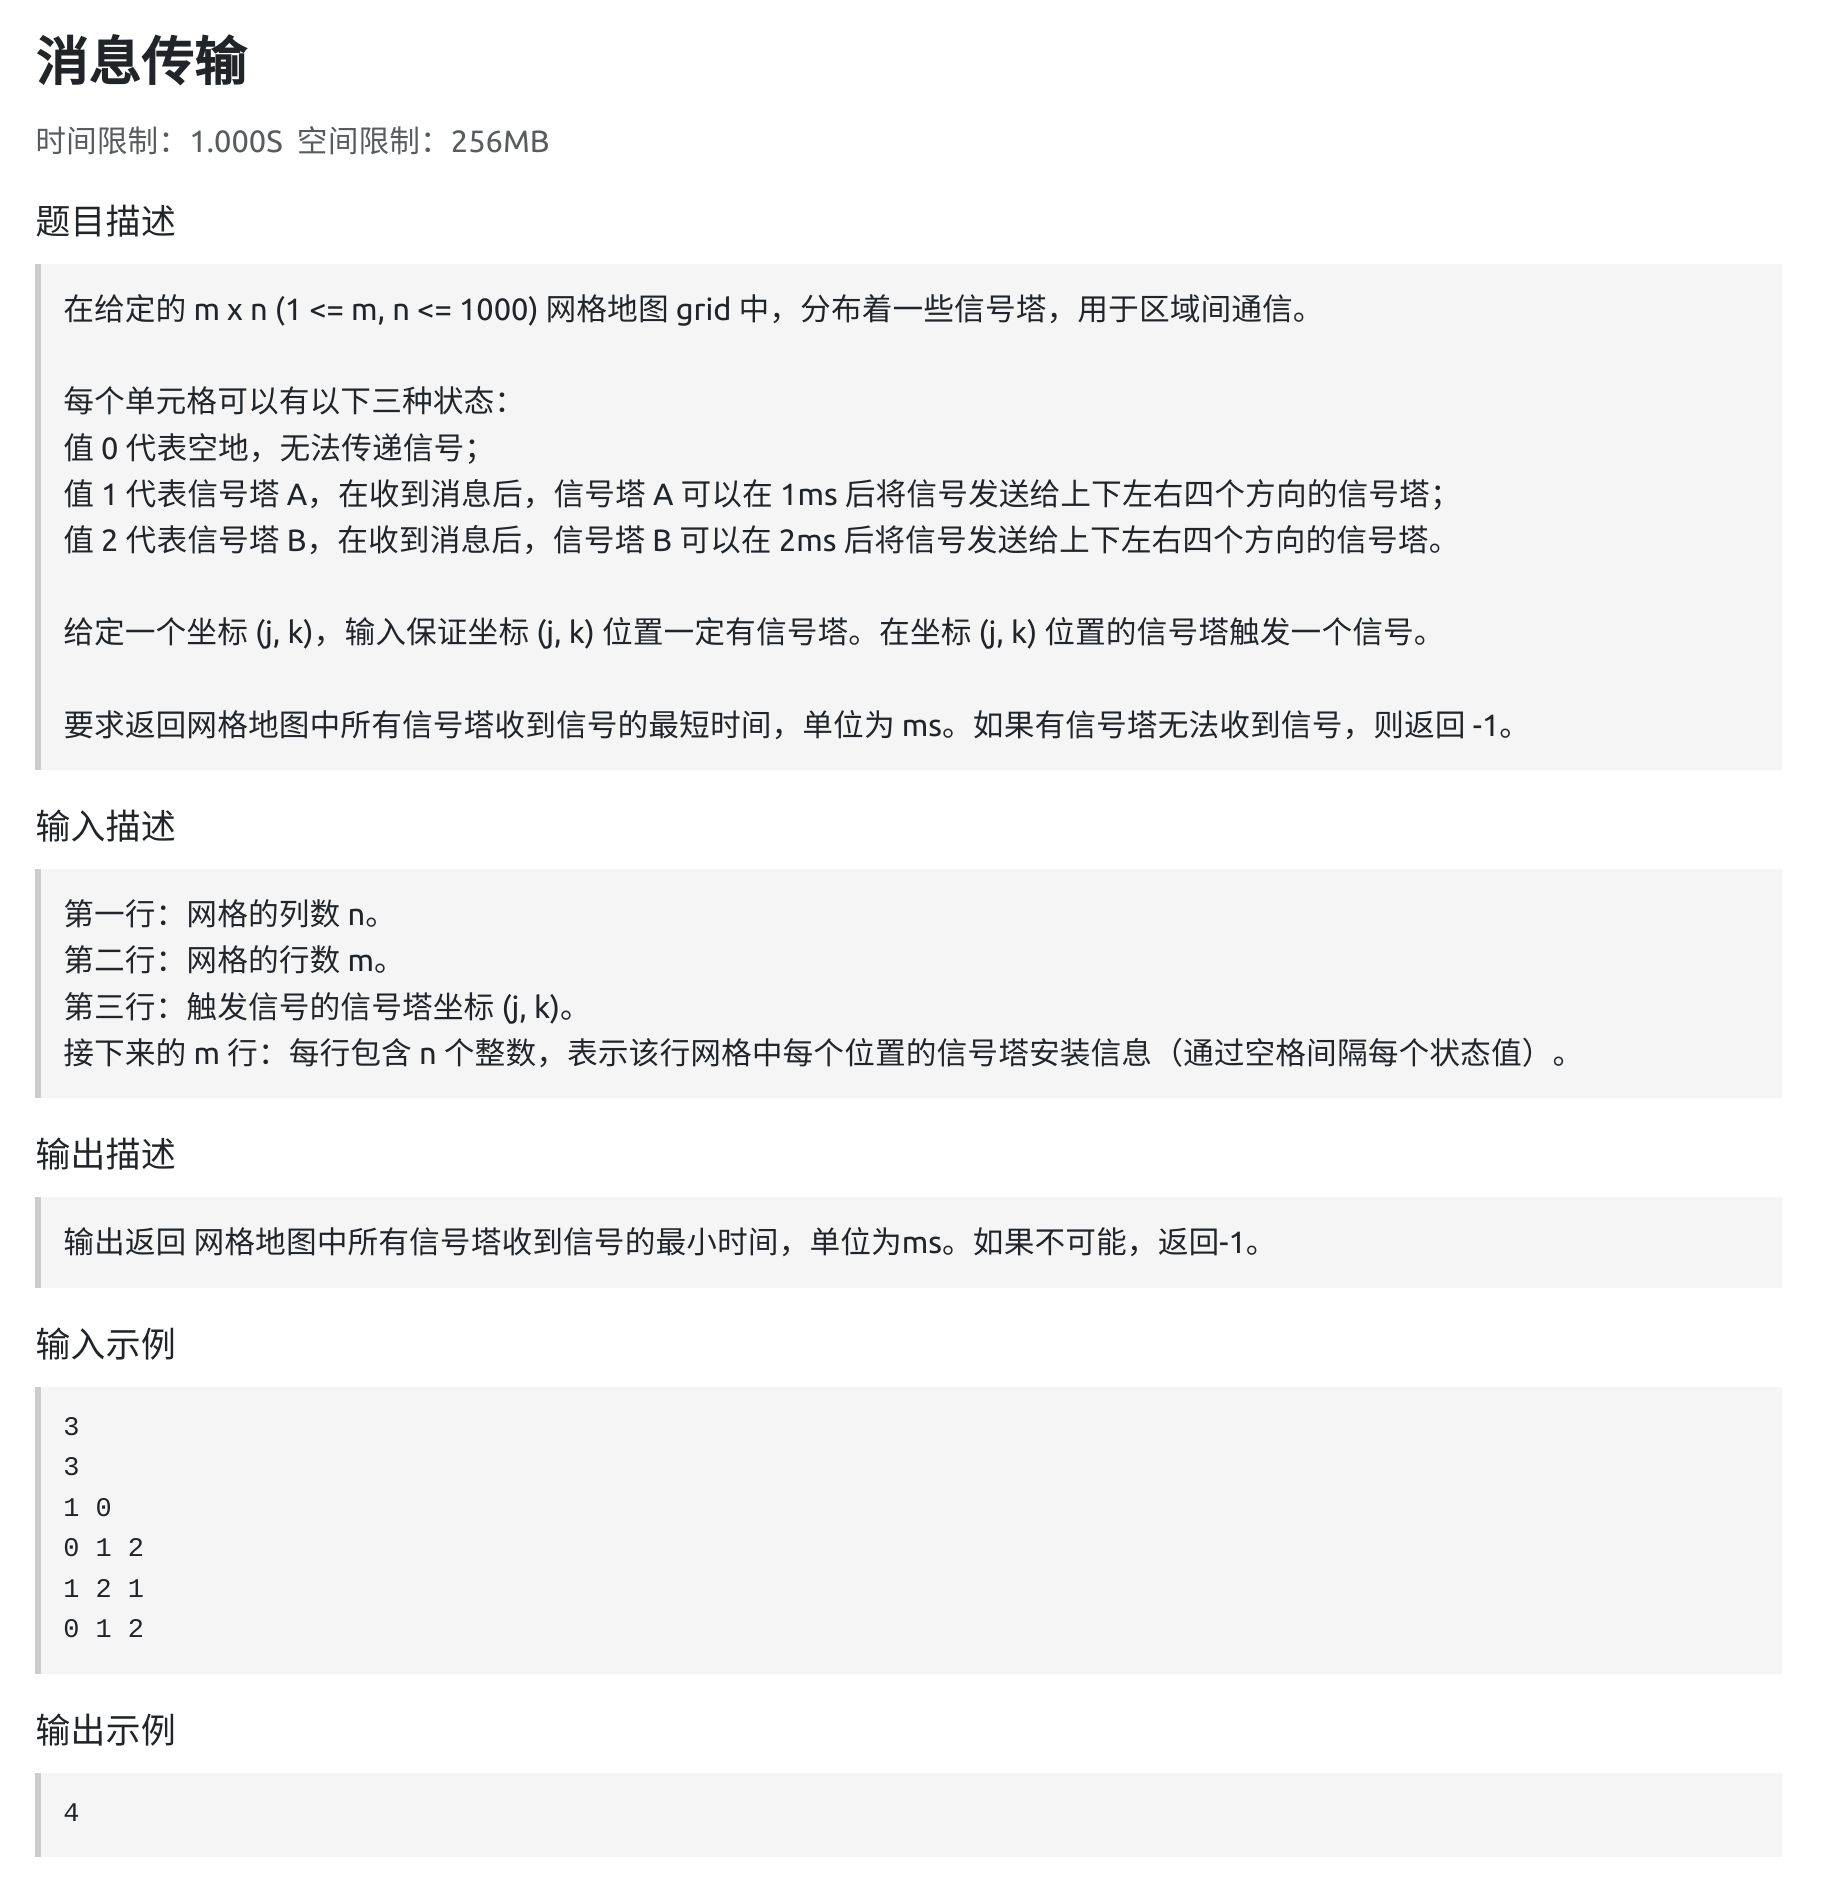 消息传输
时间限制：1.000S 空间限制：256MB
题目描述
在给定的 m x n (1 <= m, n <= 1000) 网格地图 grid 中，分布着一些信号塔，用于区域间通信。
每个单元格可以有以下三种状态：
值 0 代表空地，无法传递信号；
值 1 代表信号塔 A，在收到消息后，信号塔 A 可以在 1ms 后将信号发送给上下左右四个方向的信号塔；
值 2 代表信号塔 B，在收到消息后，信号塔 B 可以在 2ms 后将信号发送给上下左右四个方向的信号塔。
给定一个坐标 (j, k)，输入保证坐标 (j, k) 位置一定有信号塔。在坐标 (j, k) 位置的信号塔触发一个信号。
要求返回网格地图中所有信号塔收到信号的最短时间，单位为 ms。如果有信号塔无法收到信号，则返回 -1。
输入描述
第一行：网格的列数 n。
第二行：网格的行数 m。
第三行：触发信号的信号塔坐标 (j, k)。
接下来的 m 行：每行包含 n 个整数，表示该行网格中每个位置的信号塔安装信息（通过空格间隔每个状态值）。
输出描述
输出返回 网格地图中所有信号塔收到信号的最小时间，单位为ms。如果不可能，返回-1。
输入示例
3
3
1 0
0 1 2
1 2 1
0 1 2
输出示例
4